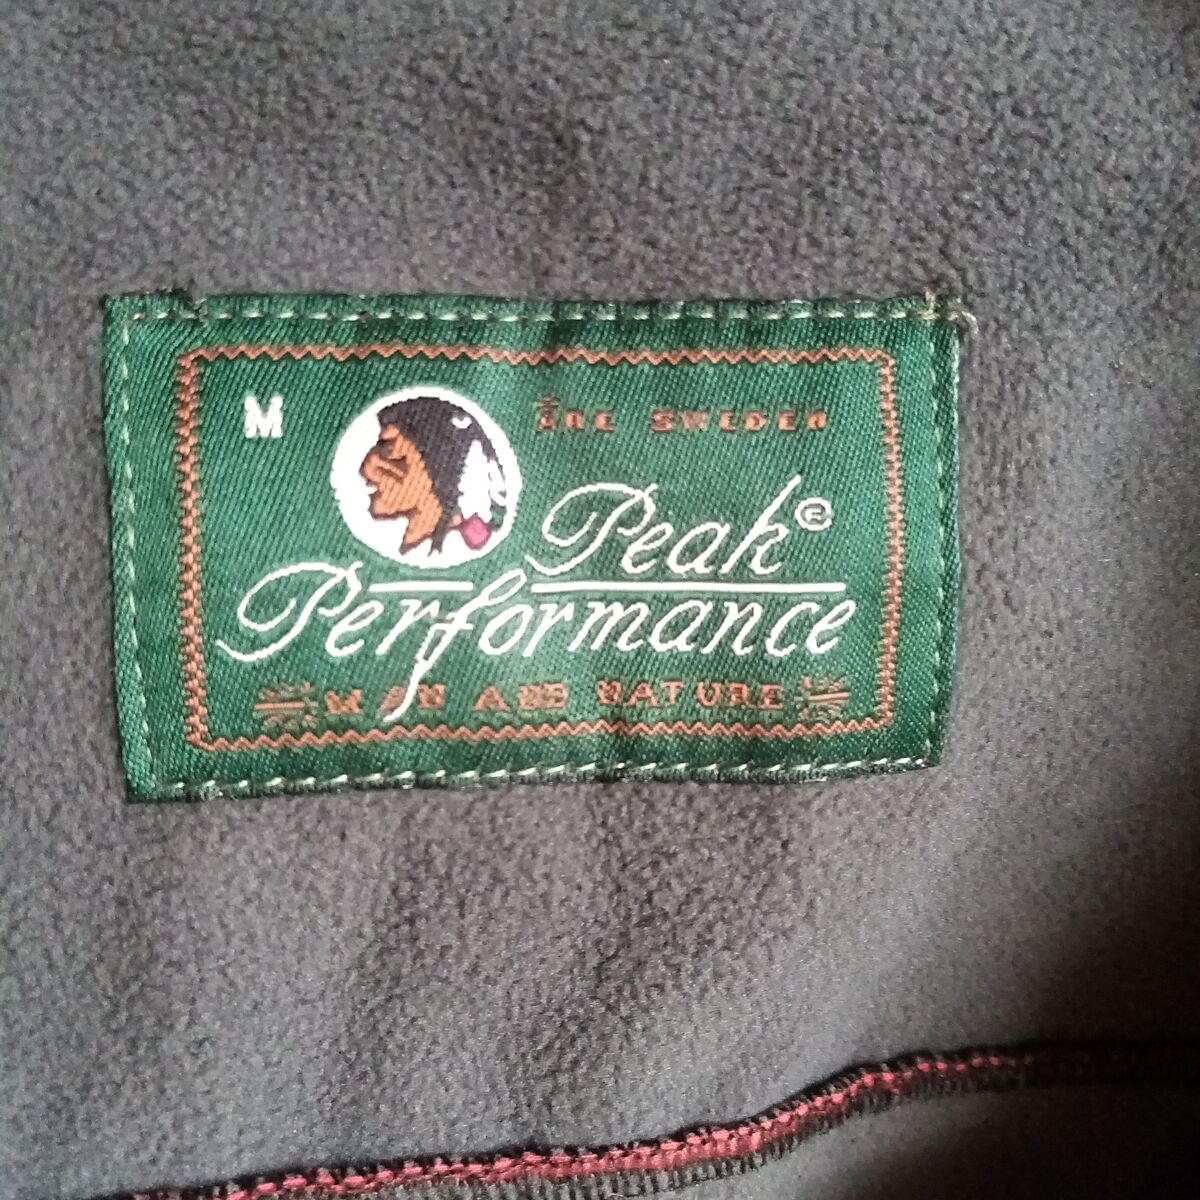 M
ÅRE SWEDEN
Peak®
Performance
MAN AND NATURE